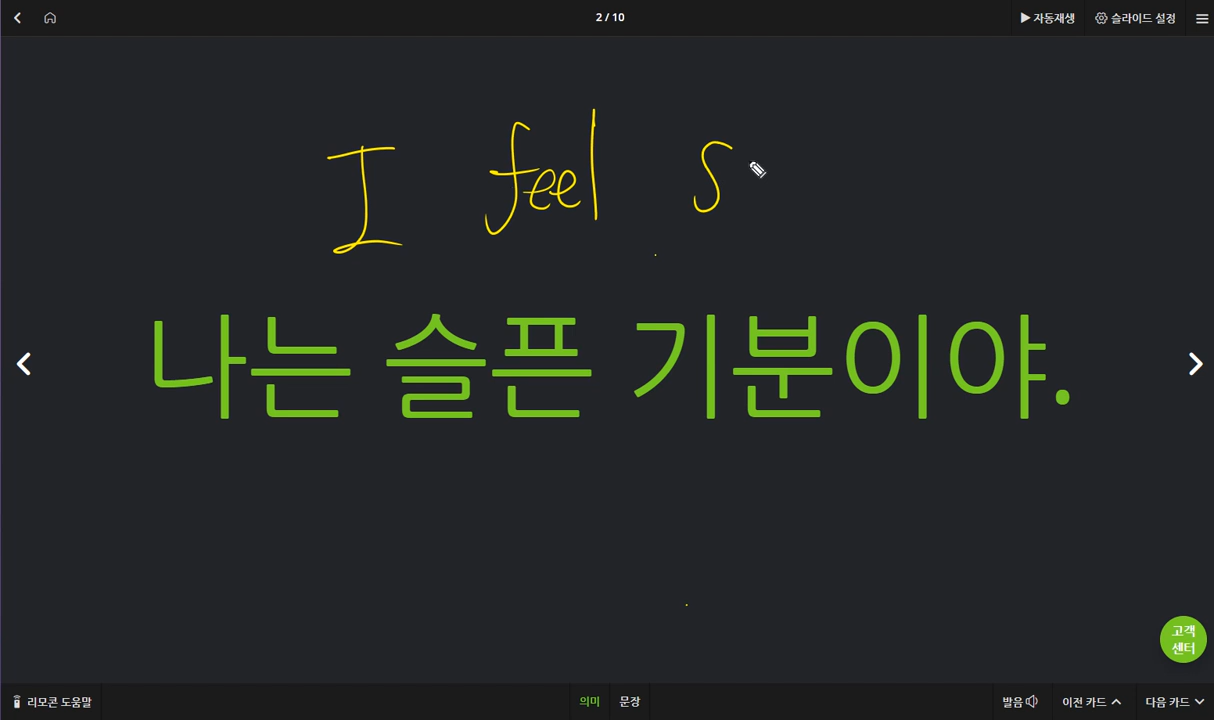 2 / 10
자동재생
슬라이드 설정
I feel s
나는 슬픈 기분이야.
고객
센터
리모콘 도움말
의미
문장
발음
이전 카드
다음 카드